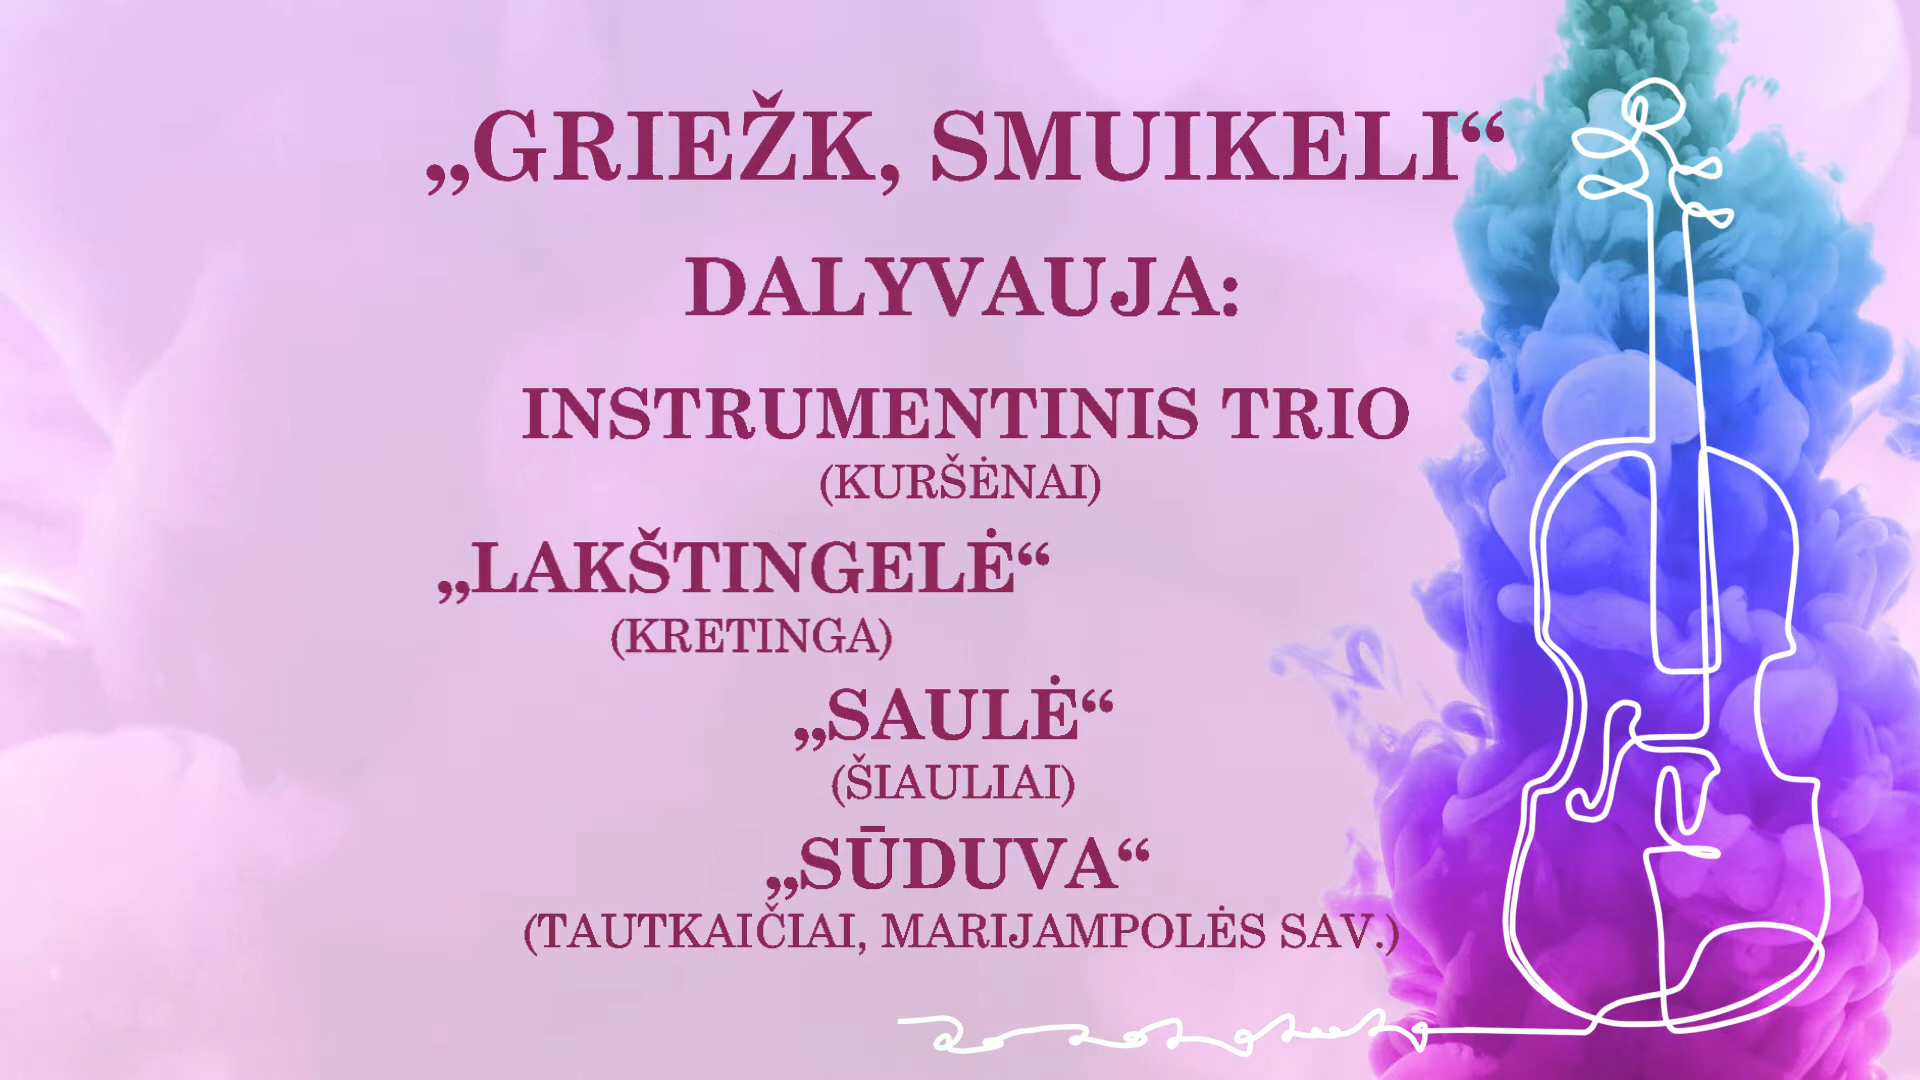 „GRIEŽK, SMUIKELI“
DALYVAUJA:
INSTRUMENTINIS TRIO
(KURŠĖNAI)
„LAKŠTINGELĖ“
(KRETINGA)
„SAULĖ“
(ŠIAULIAI)
„SŪDUVA“
(TAUTKAIČIAI, MARIJAMPOLĖS SAV.)